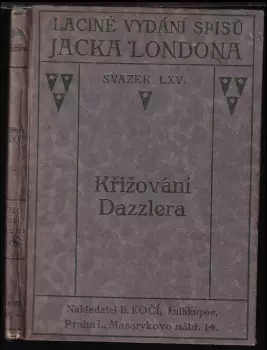 LACINÉ VYDÁNÍ SPISŮ
JACKA LONDONA
SVAZEK LXV.
Křižování
Dazzlera
Nakladatel B. KOČÍ, knihkupec,
Praha I., Masarykovo nábř. 14.